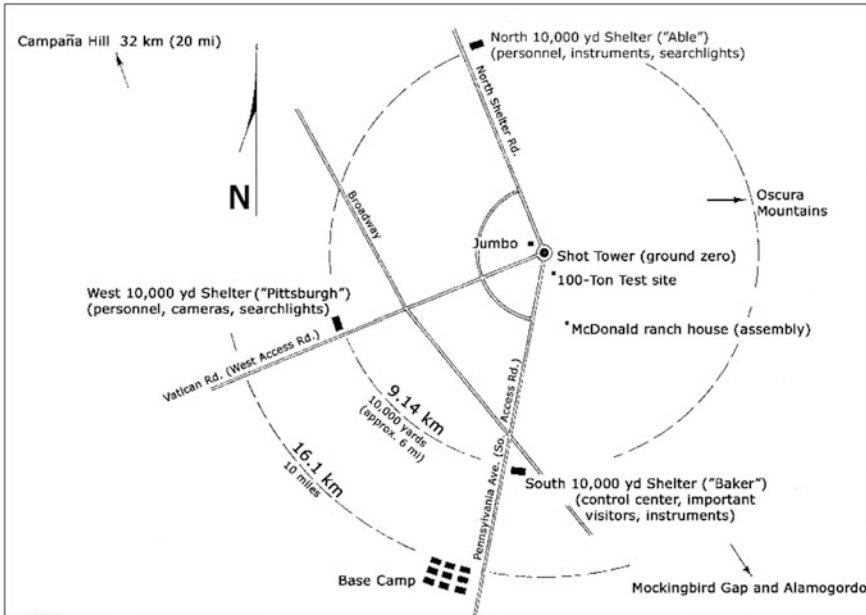 Campaña Hill 32 km (20 mi)
N
North 10,000 yd Shelter ("Able")
(personnel, instruments, searchlights)
North Shelter Rd.
Broadway
Oscura
Mountains
Jumbo
Shot Tower (ground zero)
100-Ton Test site
West 10,000 yd Shelter ("Pittsburgh")
(personnel, cameras, searchlights)
McDonald ranch house (assembly)
Vatican Rd. (West Access Rd.)
9.14 km
10,000 yards
(approx. 6 mi)
16.1 km
10 miles
Pennsylvania Ave. (So. Access Rd.)
South 10,000 yd Shelter ("Baker")
(control center, important
visitors, instruments)
Base Camp
Mockingbird Gap and Alamogordo